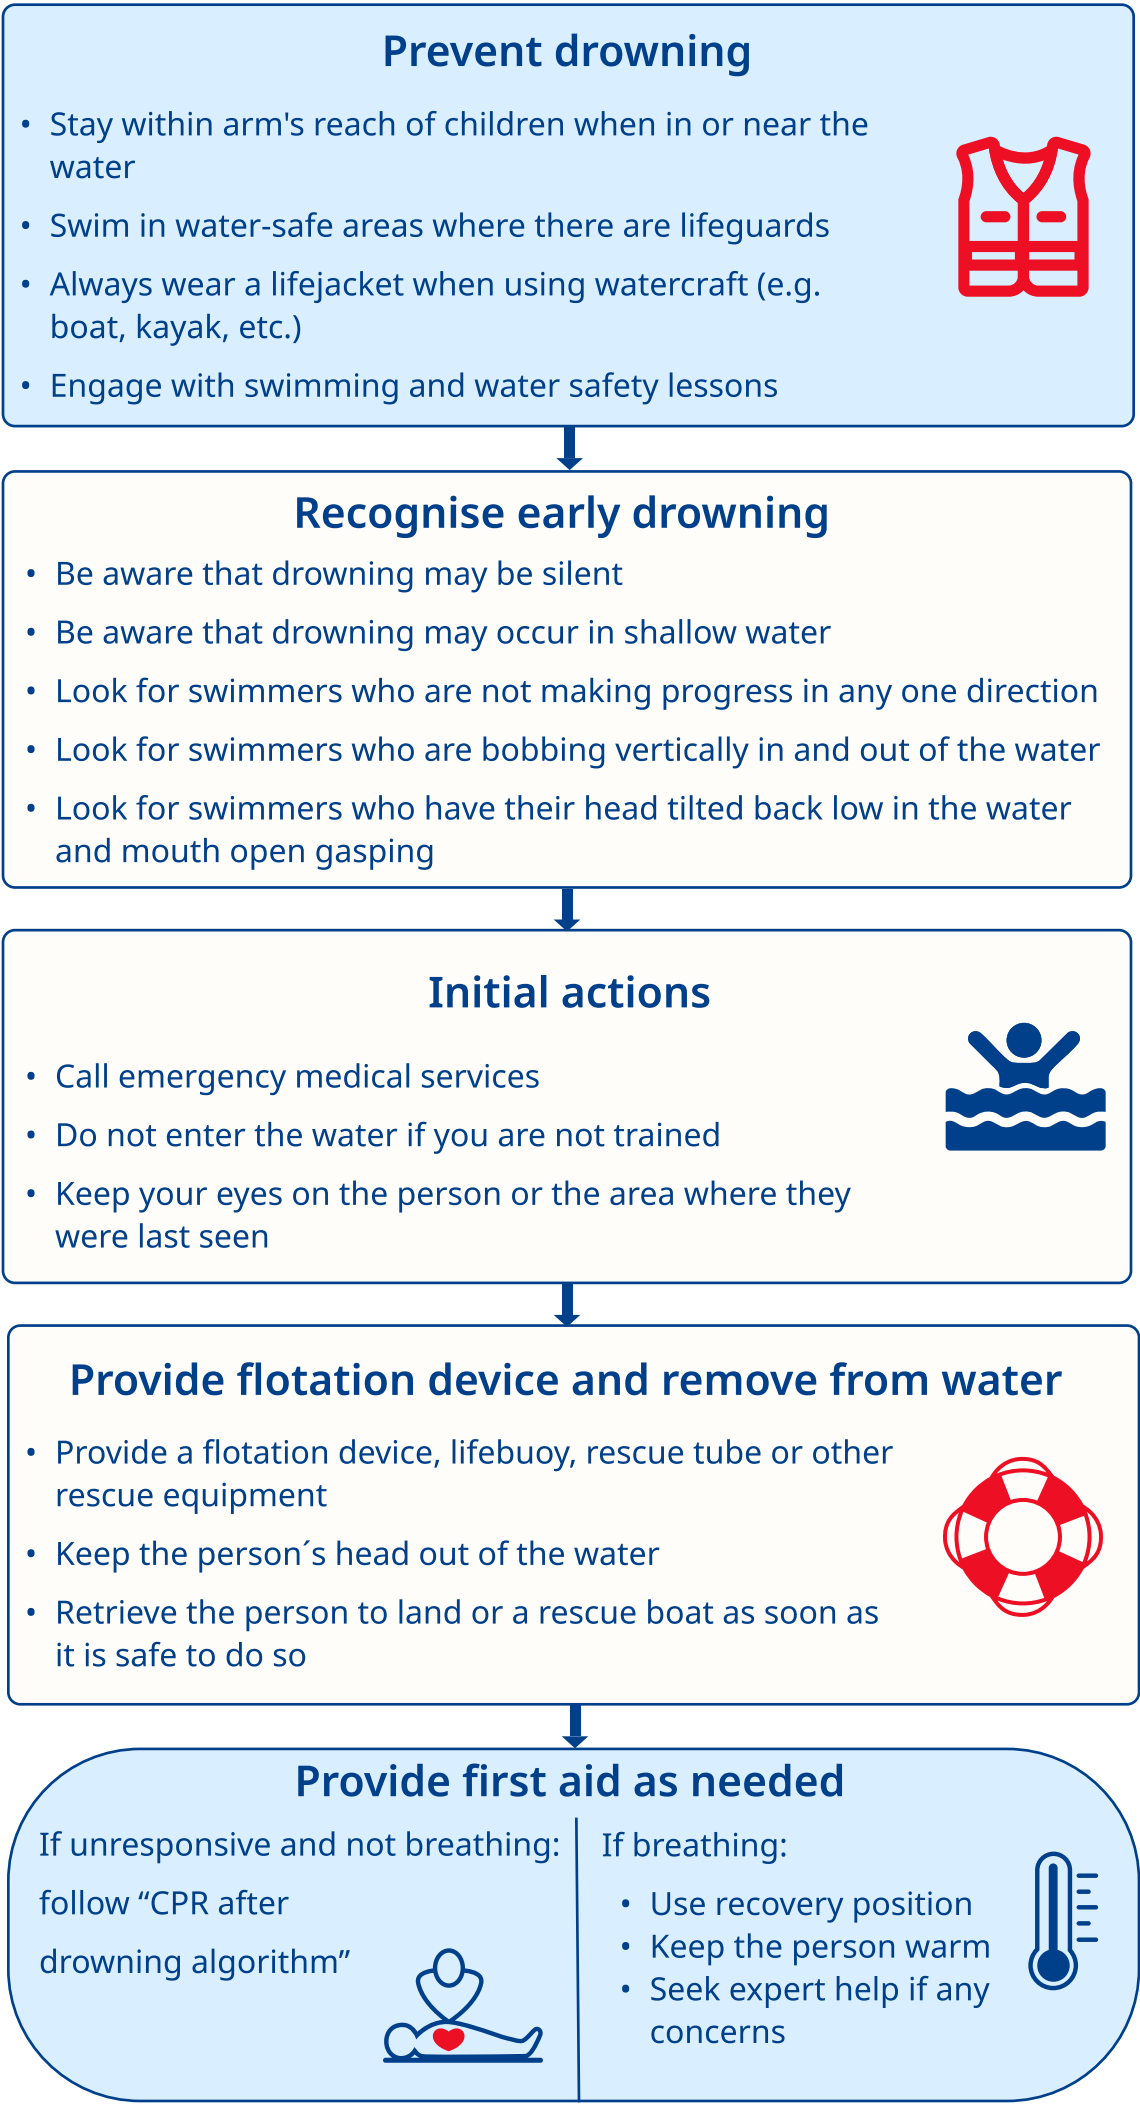 Prevent drowning
• Stay within arm's reach of children when in or near the
water
• Swim in water-safe areas where there are lifeguards
• Always wear a lifejacket when using watercraft (e.g.
boat, kayak, etc.)
• Engage with swimming and water safety lessons
Recognise early drowning
• Be aware that drowning may be silent
• Be aware that drowning may occur in shallow water
• Look for swimmers who are not making progress in any one direction
• Look for swimmers who are bobbing vertically in and out of the water
• Look for swimmers who have their head tilted back low in the water
and mouth open gasping
Initial actions
• Call emergency medical services
• Do not enter the water if you are not trained
• Keep your eyes on the person or the area where they
were last seen
Provide flotation device and remove from water
• Provide a flotation device, lifebuoy, rescue tube or other
rescue equipment
• Keep the person´s head out of the water
• Retrieve the person to land or a rescue boat as soon as
it is safe to do so
Provide first aid as needed
If unresponsive and not breathing:
follow “CPR after
drowning algorithm”
If breathing:
• Use recovery position
• Keep the person warm
• Seek expert help if any
concerns